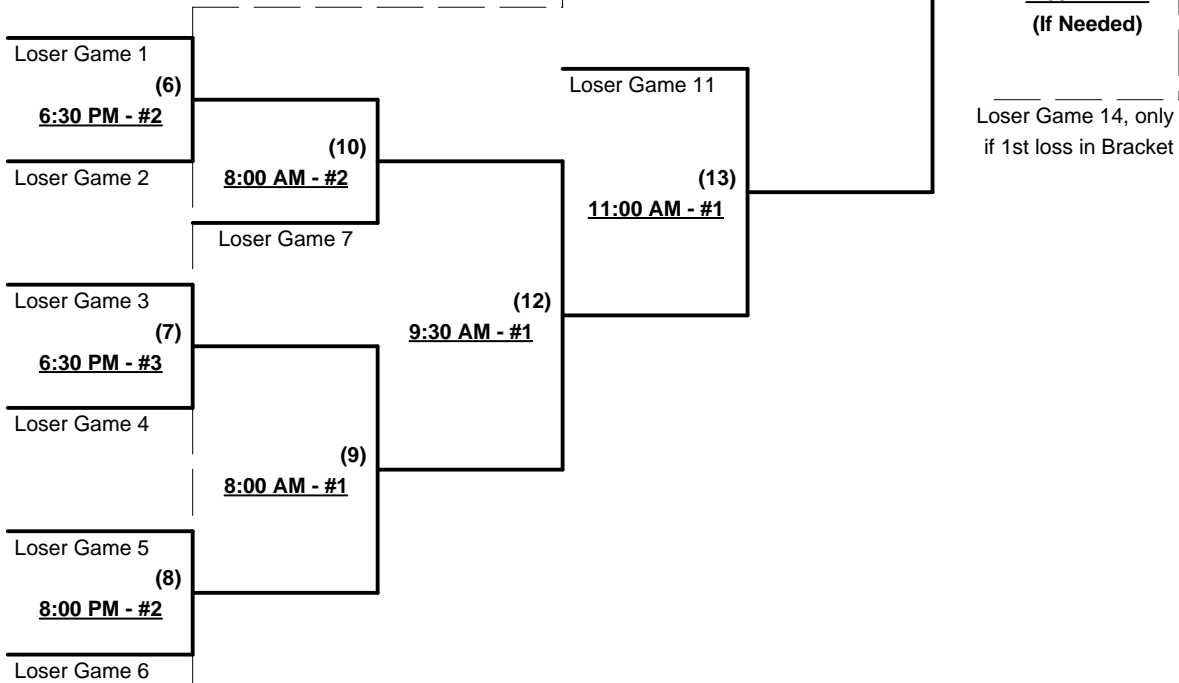 (If Needed)
Loser Game 1
(6)
6:30 PM - #2
Loser Game 11
Loser Game 14, only
if 1st loss in Bracket
(10)
8:00 AM - #2
Loser Game 2
(13)
11:00 AM - #1
Loser Game 7
Loser Game 3
(7)
6:30 PM - #3
(12)
9:30 AM - #1
Loser Game 4
(9)
8:00 AM - #1
Loser Game 5
(8)
8:00 PM - #2
Loser Game 6